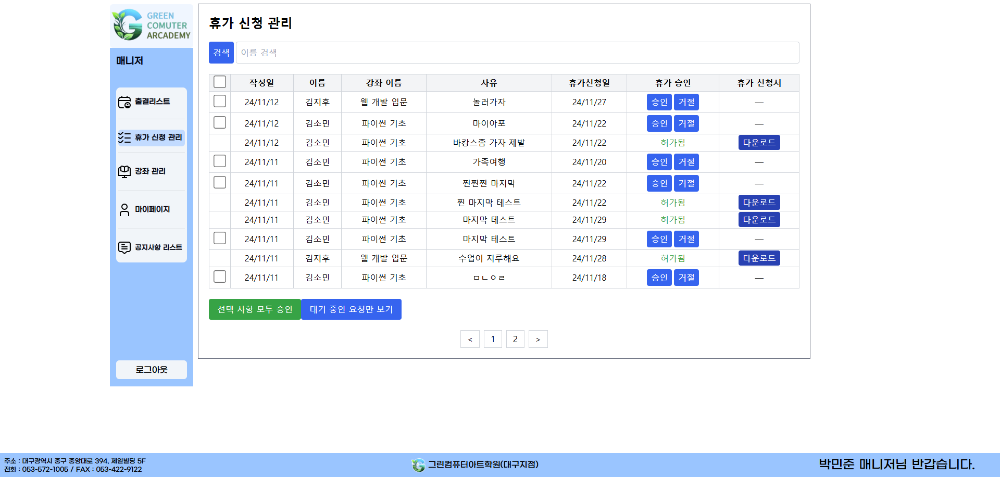 GREEN
COMUTER
ARCADEMY
매니저
출결리스트
휴가 신청 관리
강좌 관리
마이페이지
공지사항 리스트
로그아웃
휴가 신청 관리
검색 이름 검색
작성일 이름 강좌 이름 사유 휴가신청일 휴가 승인 휴가 신청서
24/11/12 김지후 웹 개발 입문 놀러가자 24/11/27 승인 거절 —
24/11/12 김소민 파이썬 기초 마이아포 24/11/22 승인 거절 —
24/11/12 김소민 파이썬 기초 바캉스좀 가자 제발 24/11/22 허가됨 다운로드
24/11/11 김소민 파이썬 기초 가족여행 24/11/20 승인 거절 —
24/11/11 김소민 파이썬 기초 찐찐찐 마지막 24/11/22 승인 거절 —
24/11/11 김소민 파이썬 기초 찐 마지막 테스트 24/11/22 허가됨 다운로드
24/11/11 김소민 파이썬 기초 마지막 테스트 24/11/29 허가됨 다운로드
24/11/11 김소민 파이썬 기초 마지막 테스트 24/11/29 승인 거절 —
24/11/11 김지후 웹 개발 입문 수업이 지루해요 24/11/28 허가됨 다운로드
24/11/11 김소민 파이썬 기초 ㅁㄴㅇㄹ 24/11/18 승인 거절 —
선택 사항 모두 승인 대기 중인 요청만 보기
< 1 2 >
주소 : 대구광역시 중구 중앙대로 394, 제일빌딩 5F
전화 : 053-572-1005 / FAX : 053-422-9122
그린컴퓨터아트학원(대구지점)
박민준 매니저님 반갑습니다.